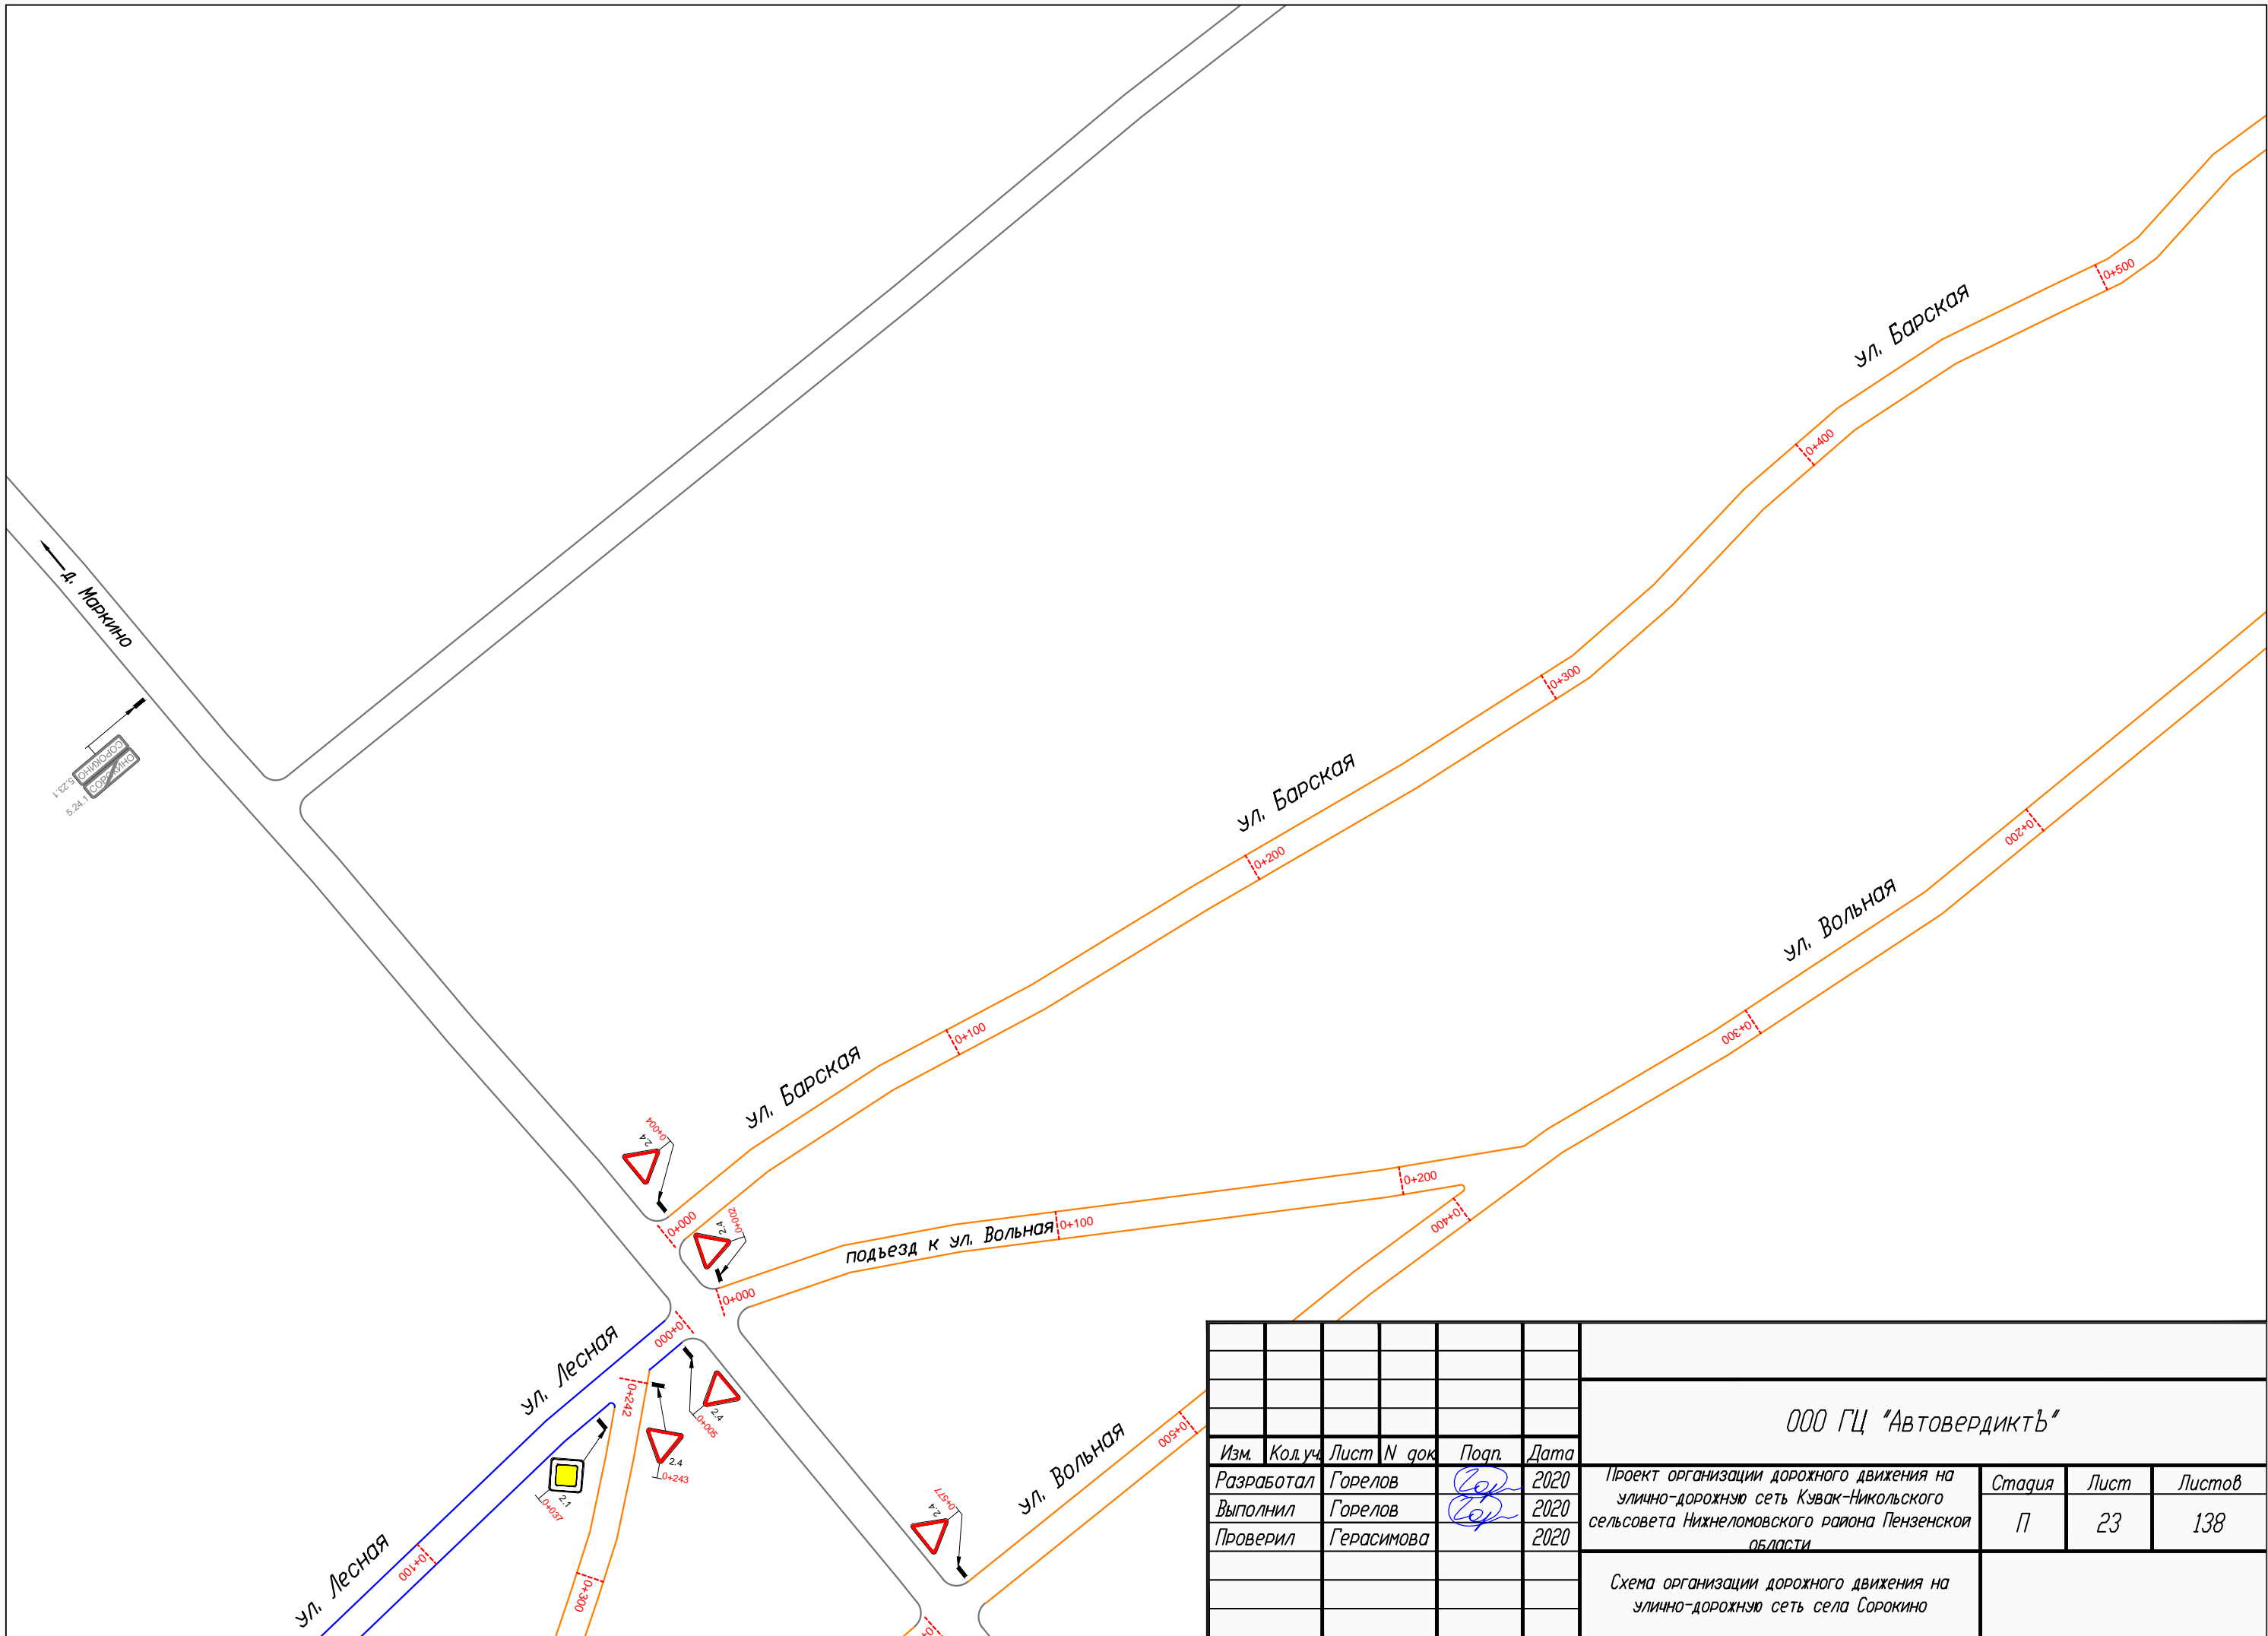 ул. Барская
0+500
0+400
д. Маркино
0+300
СОРОКИНО
СОРОКИНО
5.23.1
5.24.1
ул. Барская
0+200
0+200
ул. Вольная
0+300
0+100
ул. Барская
0+004
2.4
0+000
2.4
0+002
0+200
0+400
подъезд к ул. Вольная
0+100
0+000
0+000
ул. Лесная
0+242
2.4
0+005
2.4
0+243
2.1
0+037
ул. Лесная
0+100
0+300
0+577
2.4
ул. Вольная
0+500
ООО ГЦ "АвтовердиктЪ"
Изм. Кол.уч Лист N док Подп. Дата
Разработал Горелов 2020
Выполнил Горелов 2020
Проверил Герасимова 2020
Проект организации дорожного движения на
улично-дорожную сеть Кувак-Никольского
сельсовета Нижнеломовского района Пензенской
области
Стадия Лист Листов
П 23 138
Схема организации дорожного движения на
улично-дорожную сеть села Сорокино